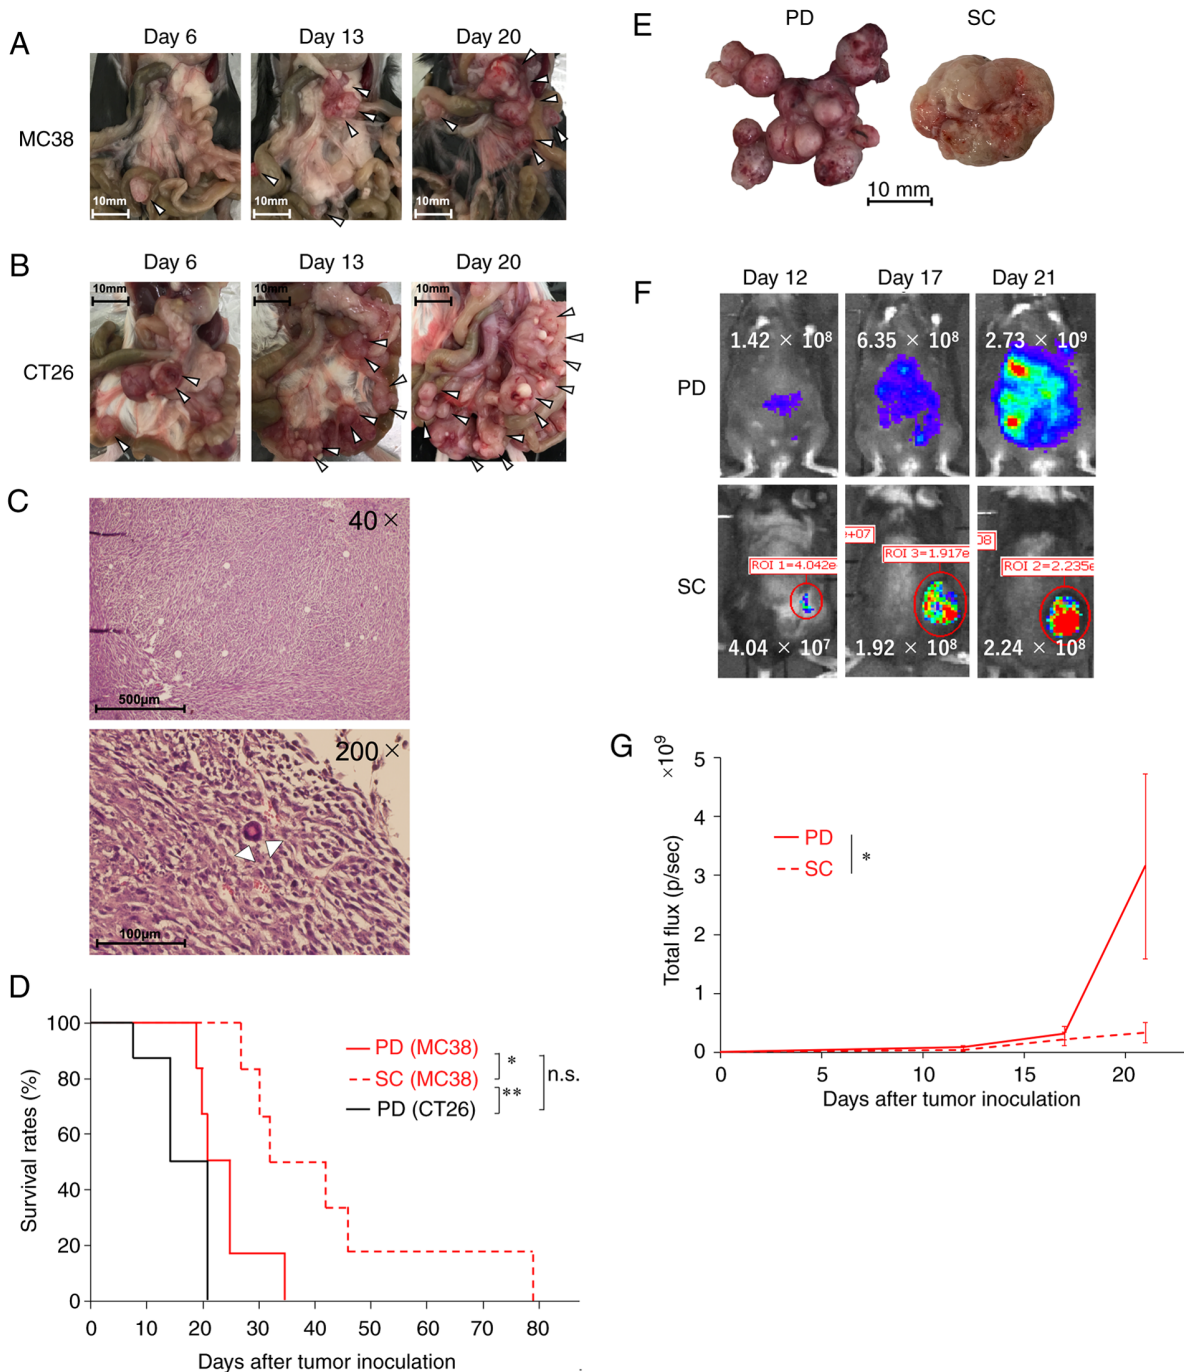 A
Day 6
Day 13
Day 20
MC38
10mm
10mm
10mm
B
Day 6
Day 13
Day 20
10mm
10mm
10mm
CT26
C
40 ×
500μm
200 ×
100μm
D
100
80
60
40
20
0
Survival rates (%)
PD (MC38)
SC (MC38)
PD (CT26)
*
**
n.s.
0 10 20 30 40 50 60 70 80
Days after tumor inoculation
E
PD
SC
10 mm
F
Day 12
Day 17
Day 21
PD
1.42 × 10⁸
6.35 × 10⁸
2.73 × 10⁹
SC
ROI 1=4.042e
e+07
ROI 3=1.917e
08
ROI 2=2.235e
4.04 × 10⁷
1.92 × 10⁸
2.24 × 10⁸
G
×10⁹
5
4
3
2
1
0
Total flux (p/sec)
PD
SC
*
0 5 10 15 20
Days after tumor inoculation